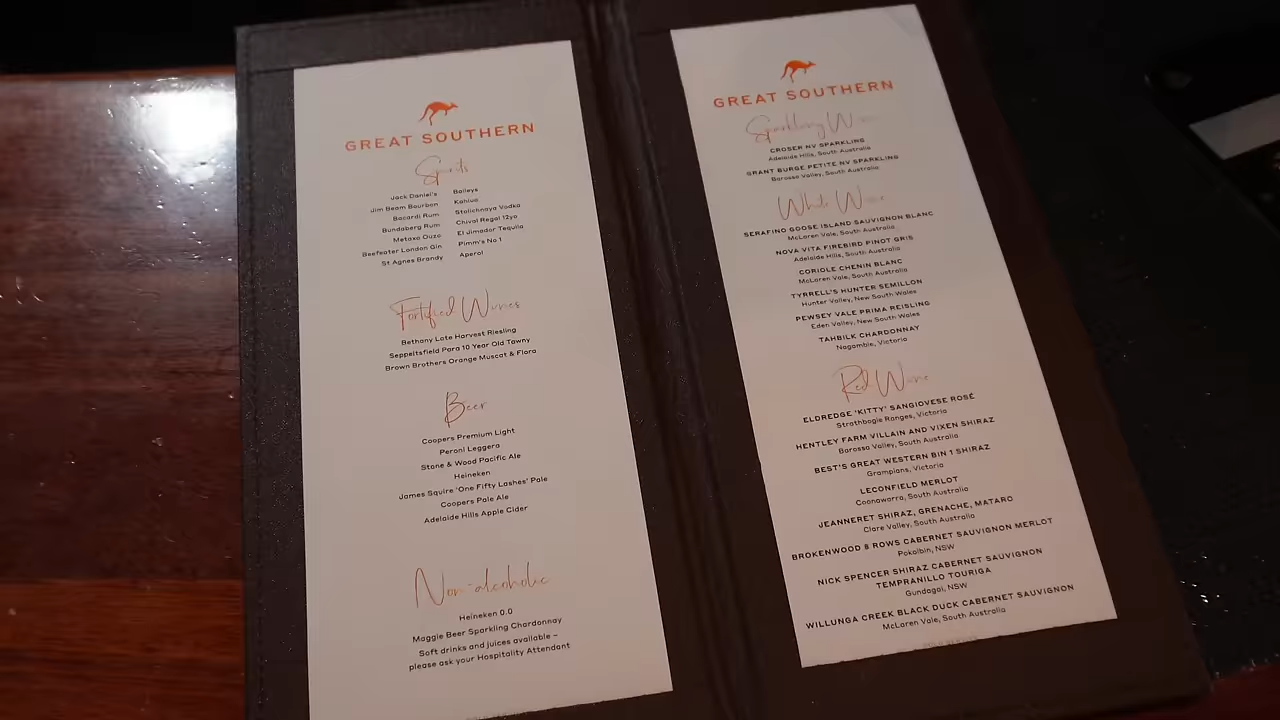 GREAT SOUTHERN
Spirits
Jack Daniel's
Jim Beam Bourbon
Bacardi Rum
Bundaberg Rum
Metaxa Ouzo
Beefeater London Gin
St Agnes Brandy
Baileys
Kahlua
Stolichnaya Vodka
Chivas Regal 12yo
El Jimador Tequila
Pimm's No 1
Aperol
Fortified Wines
Bethany Late Harvest Riesling
Seppeltsfield Para 10 Year Old Tawny
Brown Brothers Orange Muscat & Flora
Beer
Coopers Premium Light
Peroni Leggera
Stone & Wood Pacific Ale
Heineken
James Squire 'One Fifty Lashes' Pale
Coopers Pale Ale
Adelaide Hills Apple Cider
Non-alcoholic
Heineken 0.0
Maggie Beer Sparkling Chardonnay
Soft drinks and juices available –
please ask your Hospitality Attendant
GREAT SOUTHERN
Sparkling Wine
CROSER NV SPARKLING
Adelaide Hills, South Australia
GRANT BURGE PETITE NV SPARKLING
Barossa Valley, South Australia
White Wine
SERAFINO GOOSE ISLAND SAUVIGNON BLANC
McLaren Vale, South Australia
NOVA VITA FIREBIRD PINOT GRIS
Adelaide Hills, South Australia
CORIOLE CHENIN BLANC
McLaren Vale, South Australia
TYRRELL'S HUNTER SEMILLON
Hunter Valley, New South Wales
PEWSEY VALE PRIMA REISLING
Eden Valley, New South Wales
TAHBILK CHARDONNAY
Nagambie, Victoria
Red Wine
ELDREDGE 'KITTY' SANGIOVESE ROSÉ
Strathbogie Ranges, Victoria
HENTLEY FARM VILLAIN AND VIXEN SHIRAZ
Barossa Valley, South Australia
BEST'S GREAT WESTERN BIN 1 SHIRAZ
Grampians, Victoria
LECONFIELD MERLOT
Coonawarra, South Australia
JEANNERET SHIRAZ, GRENACHE, MATARO
Clare Valley, South Australia
BROKENWOOD 8 ROWS CABERNET SAUVIGNON MERLOT
Pokolbin, NSW
NICK SPENCER SHIRAZ CABERNET SAUVIGNON
TEMPRANILLO TOURIGA
Gundagai, NSW
WILLUNGA CREEK BLACK DUCK CABERNET SAUVIGNON
McLaren Vale, South Australia